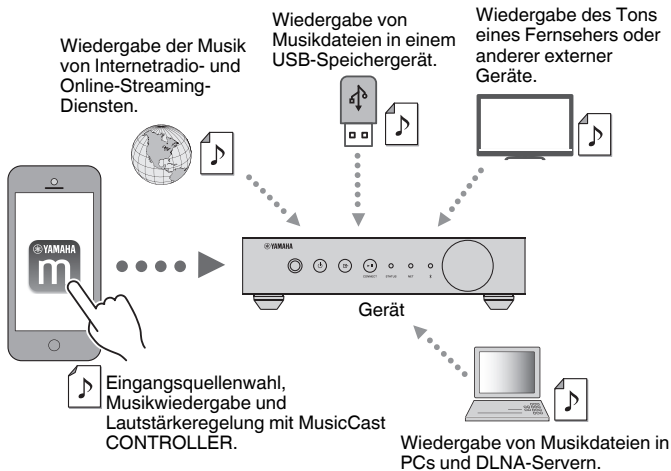 Wiedergabe der Musik
von Internetradio- und
Online-Streaming-
Diensten.
Wiedergabe von
Musikdateien in einem
USB-Speichergerät.
Wiedergabe des Tons
eines Fernsehers oder
anderer externer
Geräte.
YAMAHA
m
YAMAHA
CONNECT
STATUS
NET
Gerät
Eingangsquellenwahl,
Musikwiedergabe und
Lautstärkeregelung mit MusicCast
CONTROLLER.
Wiedergabe von Musikdateien in
PCs und DLNA-Servern.